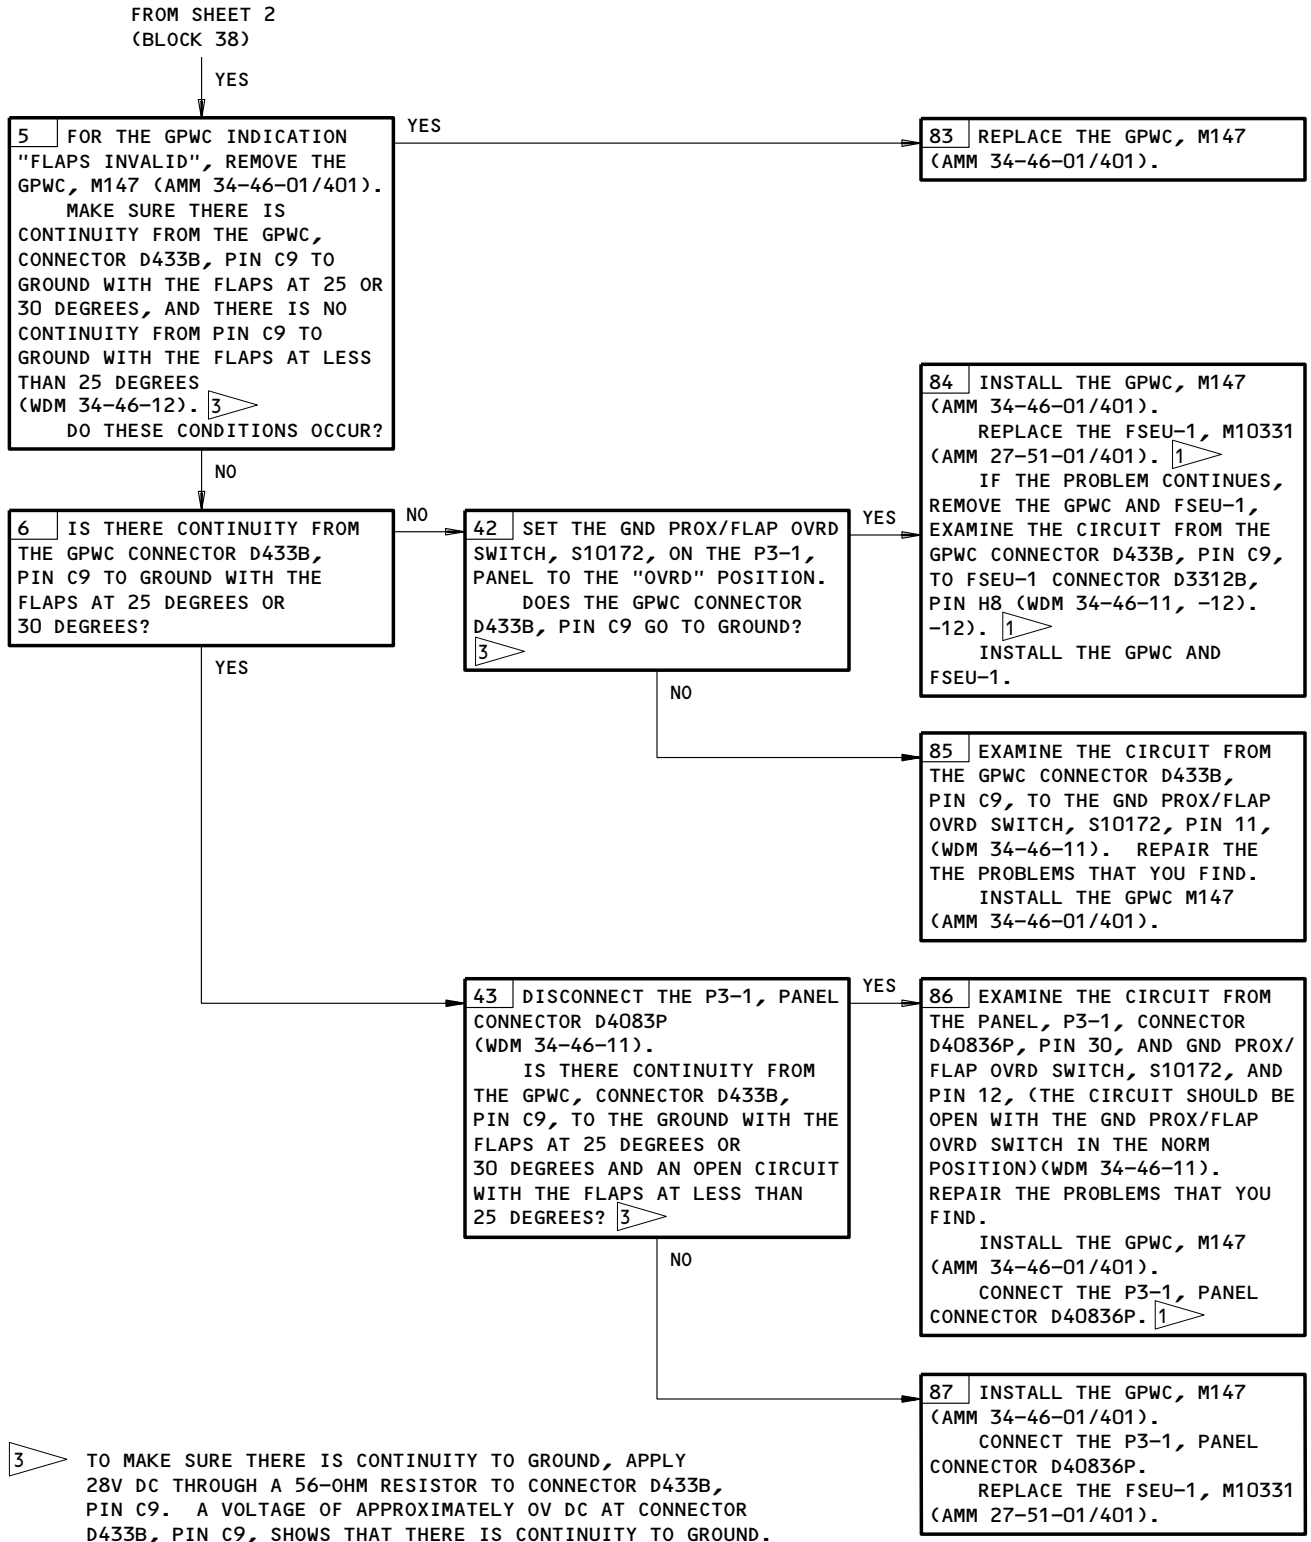 FROM SHEET 2
(BLOCK 38)
YES
5 FOR THE GPWC INDICATION
"FLAPS INVALID", REMOVE THE
GPWC, M147 (AMM 34-46-01/401).
MAKE SURE THERE IS
CONTINUITY FROM THE GPWC,
CONNECTOR D433B, PIN C9 TO
GROUND WITH THE FLAPS AT 25 OR
30 DEGREES, AND THERE IS NO
CONTINUITY FROM PIN C9 TO
GROUND WITH THE FLAPS AT LESS
THAN 25 DEGREES
(WDM 34-46-12). 3
DO THESE CONDITIONS OCCUR?
YES
83 REPLACE THE GPWC, M147
(AMM 34-46-01/401).
NO
6 IS THERE CONTINUITY FROM
THE GPWC CONNECTOR D433B,
PIN C9 TO GROUND WITH THE
FLAPS AT 25 DEGREES OR
30 DEGREES?
NO
42 SET THE GND PROX/FLAP OVRD
SWITCH, S10172, ON THE P3-1,
PANEL TO THE "OVRD" POSITION.
DOES THE GPWC CONNECTOR
D433B, PIN C9 GO TO GROUND?
3
YES
84 INSTALL THE GPWC, M147
(AMM 34-46-01/401).
REPLACE THE FSEU-1, M10331
(AMM 27-51-01/401). 1
IF THE PROBLEM CONTINUES,
REMOVE THE GPWC AND FSEU-1,
EXAMINE THE CIRCUIT FROM THE
GPWC CONNECTOR D433B, PIN C9,
TO FSEU-1 CONNECTOR D3312B,
PIN H8 (WDM 34-46-11, -12).
-12). 1
INSTALL THE GPWC AND
FSEU-1.
NO
85 EXAMINE THE CIRCUIT FROM
THE GPWC CONNECTOR D433B,
PIN C9, TO THE GND PROX/FLAP
OVRD SWITCH, S10172, PIN 11,
(WDM 34-46-11). REPAIR THE
THE PROBLEMS THAT YOU FIND.
INSTALL THE GPWC M147
(AMM 34-46-01/401).
YES
43 DISCONNECT THE P3-1, PANEL
CONNECTOR D4083P
(WDM 34-46-11).
IS THERE CONTINUITY FROM
THE GPWC, CONNECTOR D433B,
PIN C9, TO THE GROUND WITH THE
FLAPS AT 25 DEGREES OR
30 DEGREES AND AN OPEN CIRCUIT
WITH THE FLAPS AT LESS THAN
25 DEGREES? 3
YES
86 EXAMINE THE CIRCUIT FROM
THE PANEL, P3-1, CONNECTOR
D40836P, PIN 30, AND GND PROX/
FLAP OVRD SWITCH, S10172, AND
PIN 12, (THE CIRCUIT SHOULD BE
OPEN WITH THE GND PROX/FLAP
OVRD SWITCH IN THE NORM
POSITION)(WDM 34-46-11).
REPAIR THE PROBLEMS THAT YOU
FIND.
INSTALL THE GPWC, M147
(AMM 34-46-01/401).
CONNECT THE P3-1, PANEL
CONNECTOR D40836P. 1
NO
87 INSTALL THE GPWC, M147
(AMM 34-46-01/401).
CONNECT THE P3-1, PANEL
CONNECTOR D40836P.
REPLACE THE FSEU-1, M10331
(AMM 27-51-01/401).
3 TO MAKE SURE THERE IS CONTINUITY TO GROUND, APPLY
28V DC THROUGH A 56-OHM RESISTOR TO CONNECTOR D433B,
PIN C9. A VOLTAGE OF APPROXIMATELY 0V DC AT CONNECTOR
D433B, PIN C9, SHOWS THAT THERE IS CONTINUITY TO GROUND.